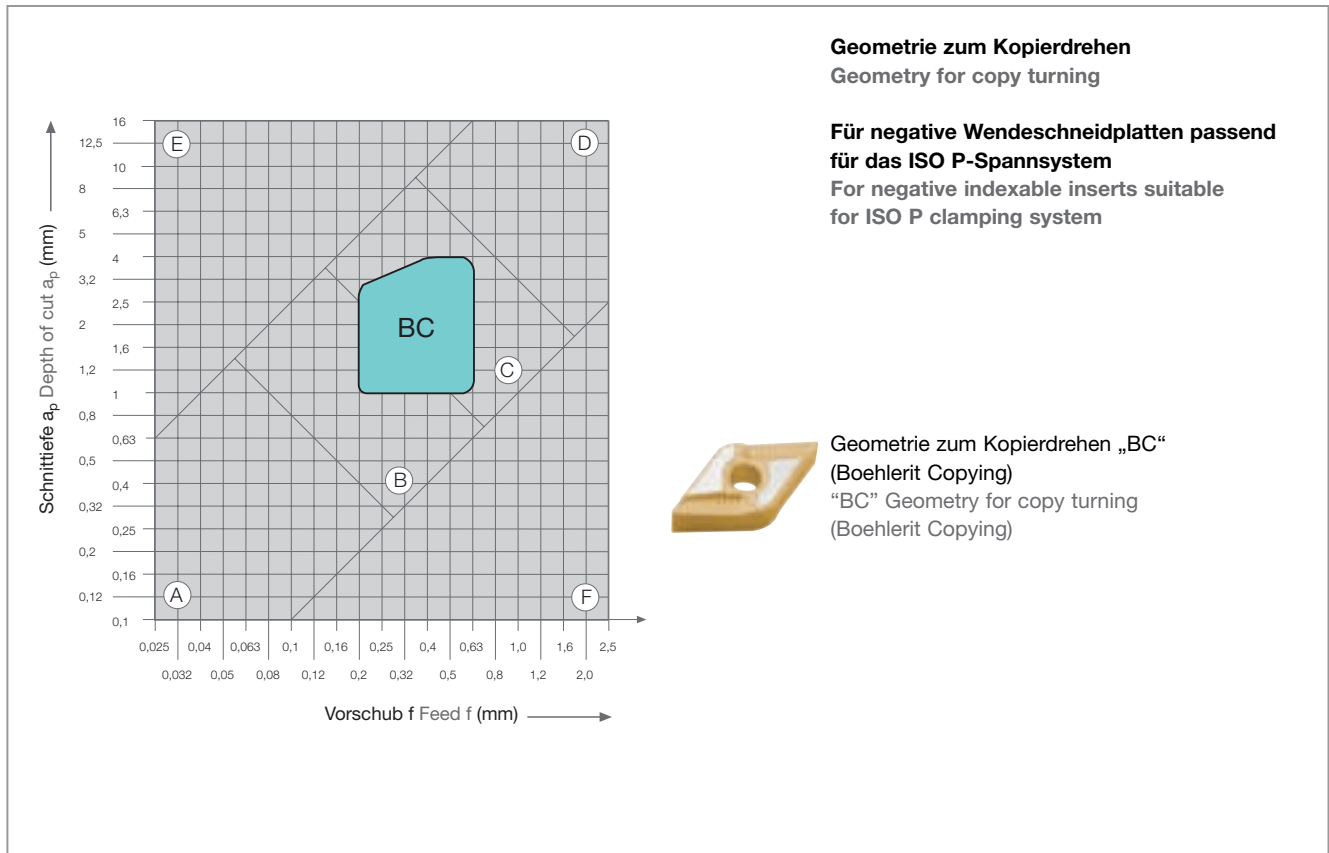 Geometrie zum Kopierdrehen
Geometry for copy turning
Für negative Wendeschneidplatten passend
für das ISO P-Spannsystem
For negative indexable inserts suitable
for ISO P clamping system
Schnittiefe ap Depth of cut ap (mm)
16
12,5
10
8
6,3
5
4
3,2
2,5
2
1,6
1,2
1
0,8
0,63
0,5
0,4
0,32
0,25
0,2
0,16
0,12
0,1
E
D
BC
C
B
A
F
0,025 0,04 0,063 0,1 0,16 0,25 0,4 0,63 1,0 1,6 2,5
0,032 0,05 0,08 0,12 0,2 0,32 0,5 0,8 1,2 2,0
Vorschub f Feed f (mm)
Geometrie zum Kopierdrehen „BC“
(Boehlerit Copying)
“BC” Geometry for copy turning
(Boehlerit Copying)